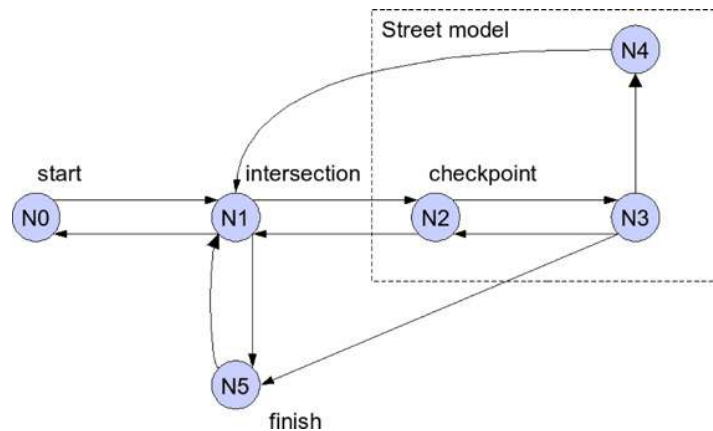 Street model
N4
start
intersection
checkpoint
N0
N1
N2
N3
N5
finish